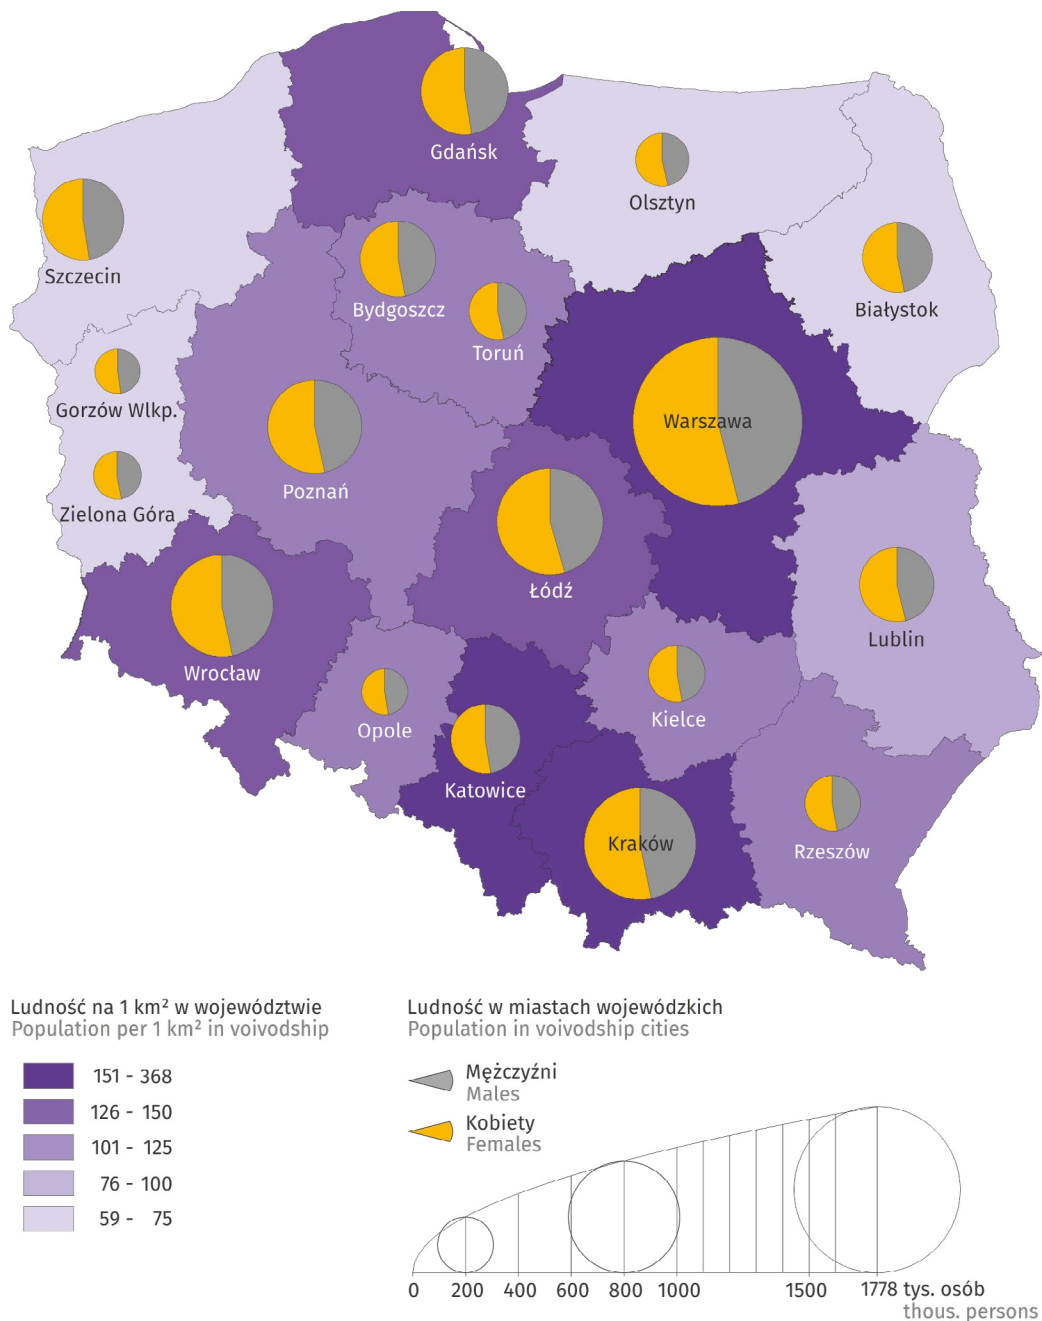 Gdańsk
Olsztyn
Szczecin
Bydgoszcz
Białystok
Toruń
Gorzów Wlkp.
Warszawa
Poznań
Zielona Góra
Łódź
Lublin
Wrocław
Kielce
Opole
Katowice
Kraków
Rzeszów
Ludność na 1 km² w województwie
Population per 1 km² in voivodship
151 - 368
126 - 150
101 - 125
76 - 100
59 - 75
Ludność w miastach wojewódzkich
Population in voivodship cities
Mężczyźni
Males
Kobiety
Females
0 200 400 600 800 1000 1500 1778 tys. osób
thous. persons